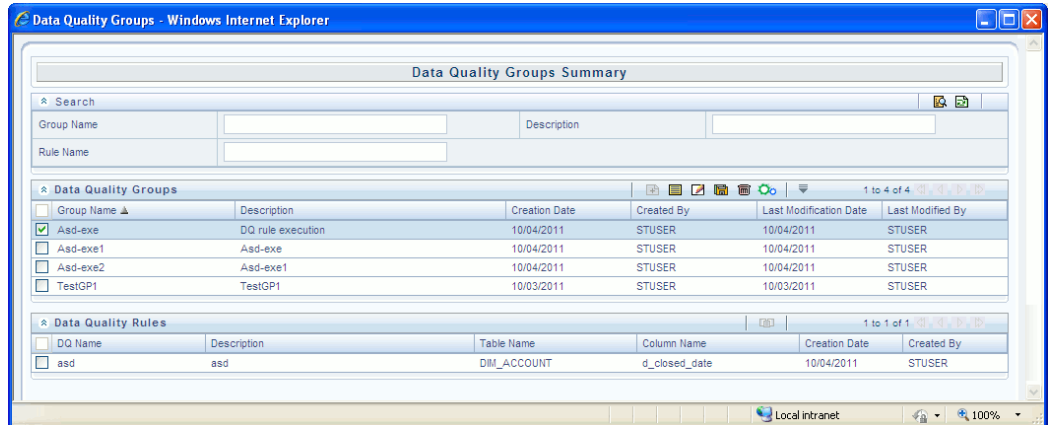 Data Quality Groups - Windows Internet Explorer
Data Quality Groups Summary
Search
Group Name Description
Rule Name
Data Quality Groups 1 to 4 of 4
Group Name Description Creation Date Created By Last Modification Date Last Modified By
Asd-exe DQ rule execution 10/04/2011 STUSER 10/04/2011 STUSER
Asd-exe1 Asd-exe 10/04/2011 STUSER 10/04/2011 STUSER
Asd-exe2 Asd-exe1 10/04/2011 STUSER 10/04/2011 STUSER
TestGP1 TestGP1 10/03/2011 STUSER 10/03/2011 STUSER
Data Quality Rules 1 to 1 of 1
DQ Name Description Table Name Column Name Creation Date Created By
asd asd DIM_ACCOUNT d_closed_date 10/04/2011 STUSER
Local intranet 100%